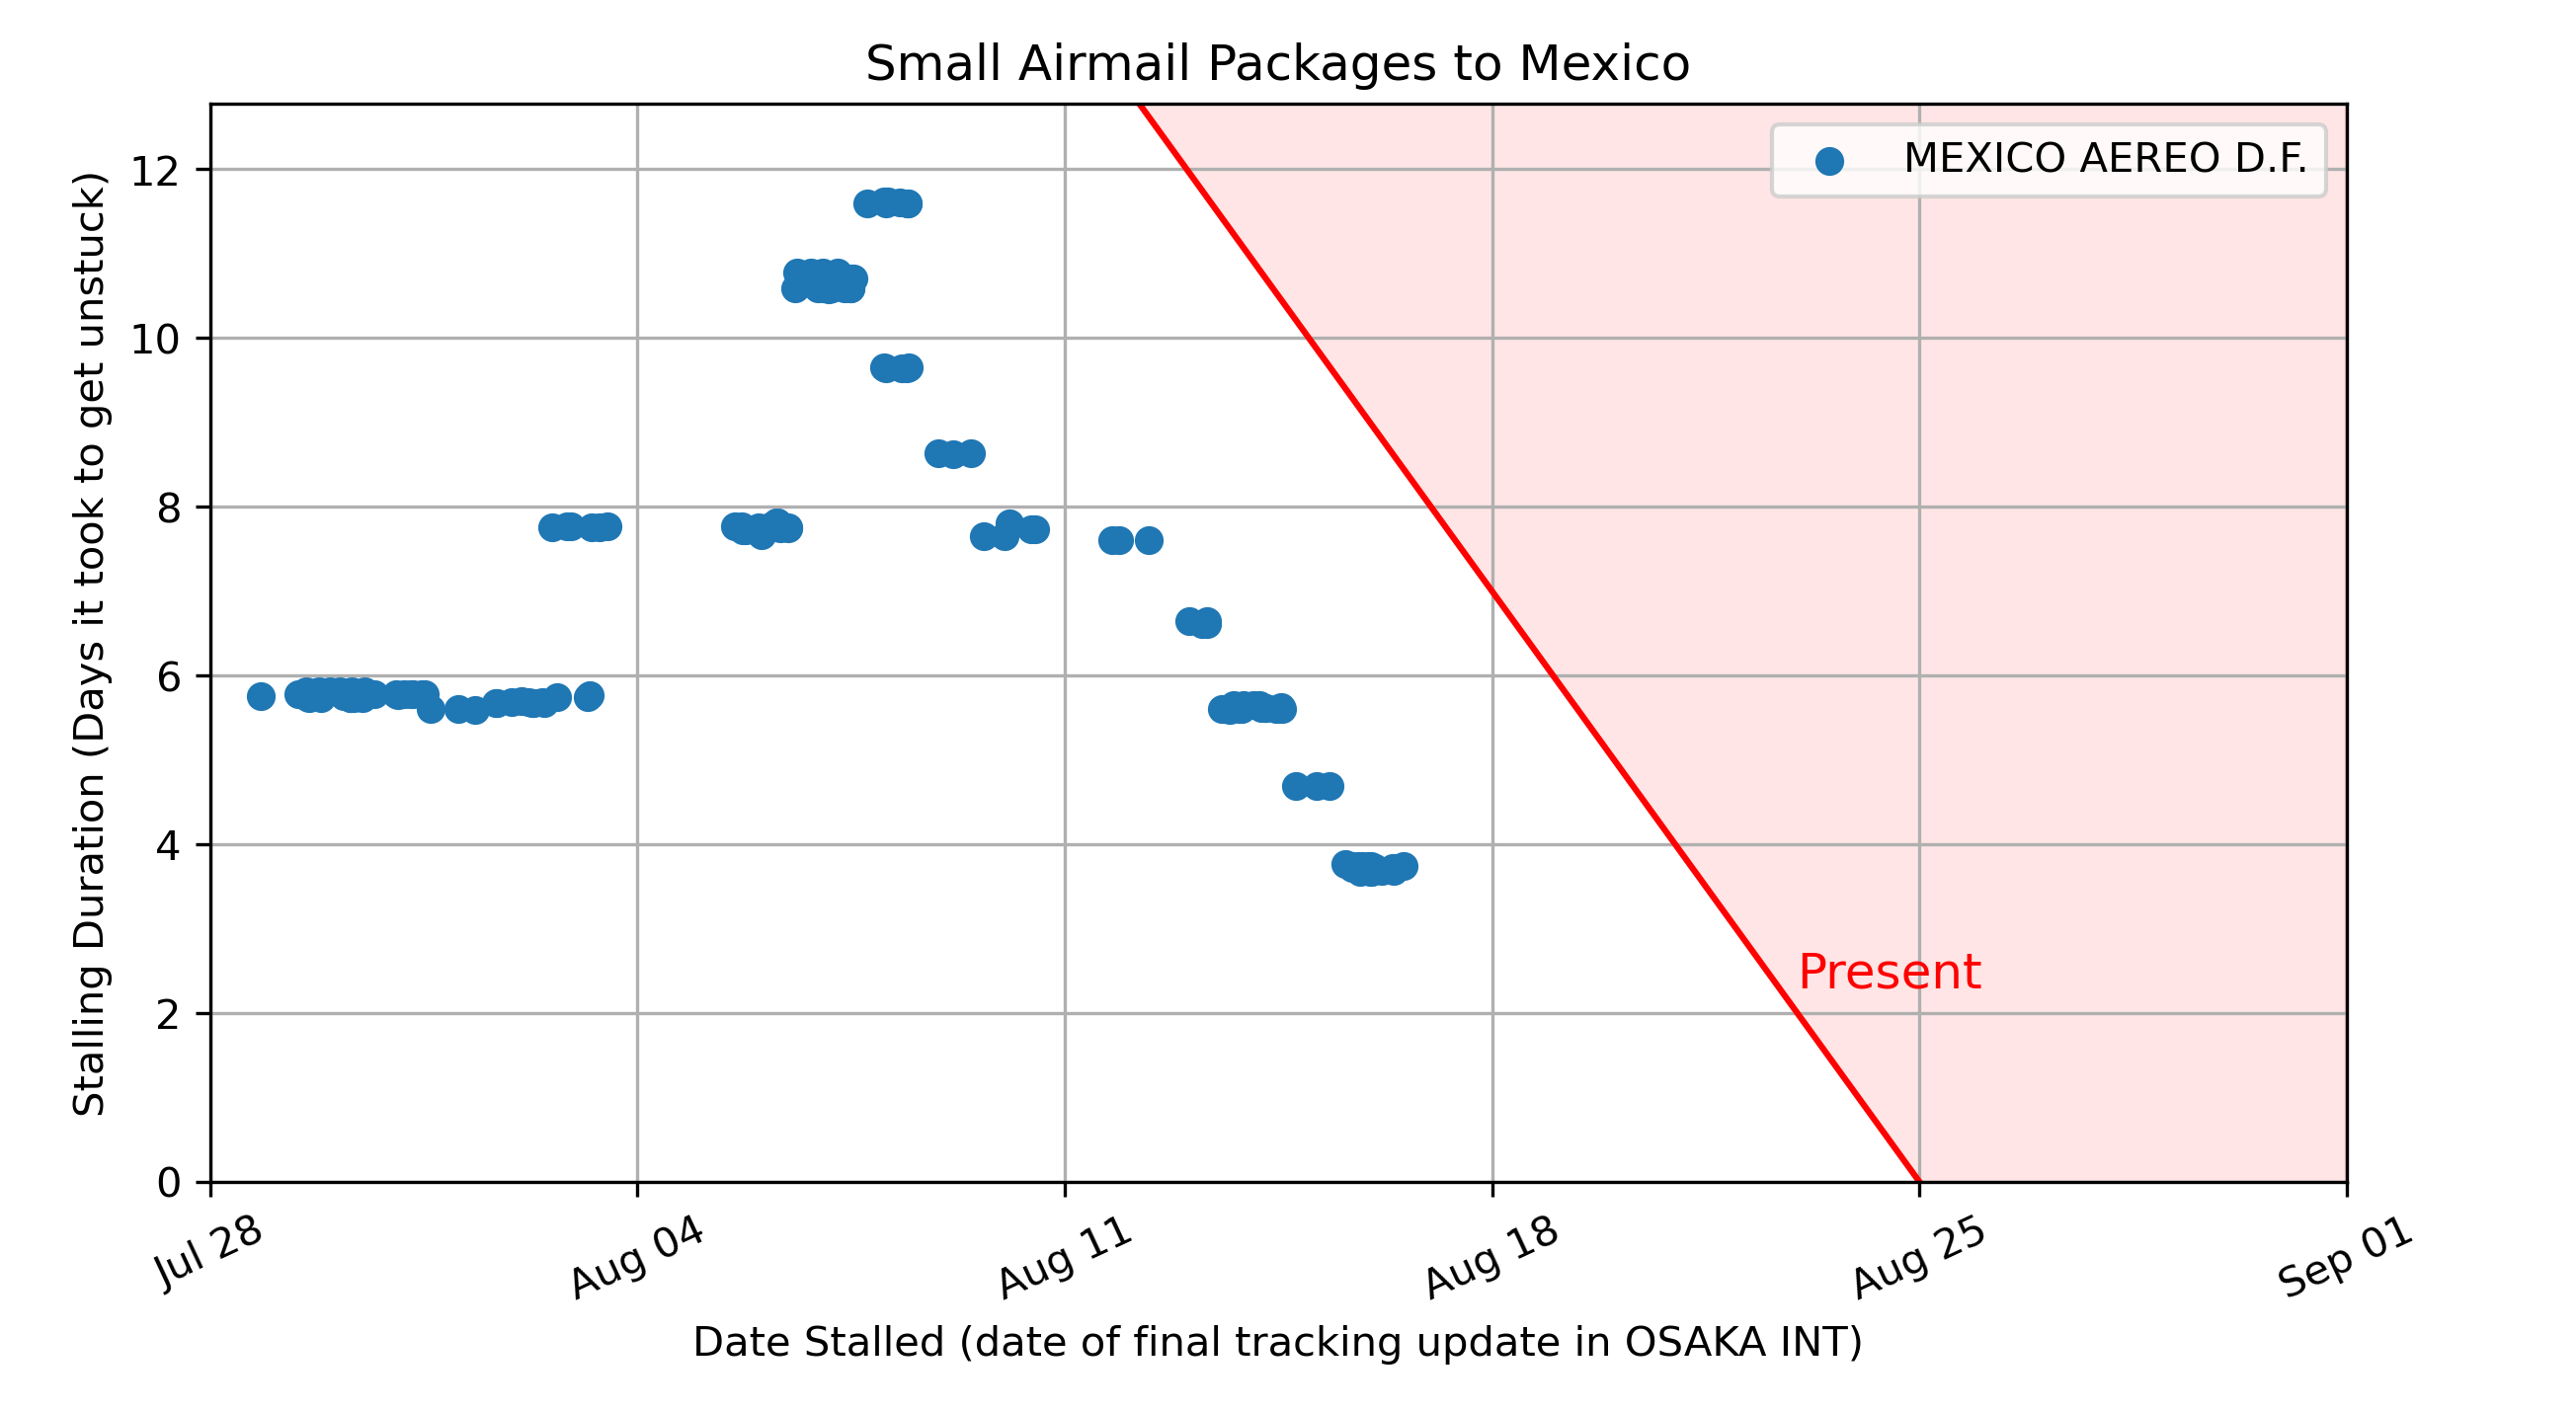 Small Airmail Packages to Mexico
MEXICO AEREO D.F.
Stalling Duration (Days it took to get unstuck)
12
10
8
6
4
2
0
Present
Jul 28
Aug 04
Aug 11
Aug 18
Aug 25
Sep 01
Date Stalled (date of final tracking update in OSAKA INT)